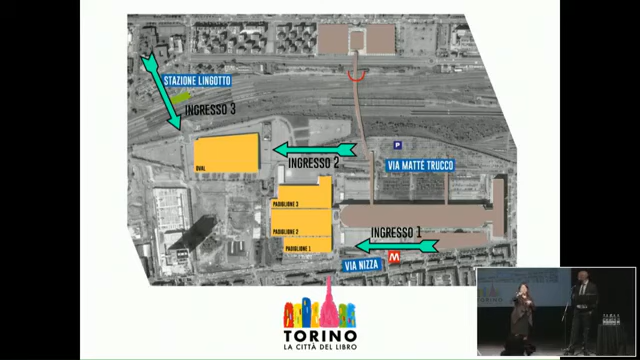 STAZIONE LINGOTTO
INGRESSO 3
INGRESSO 2
P
OVAL
VIA MATTÉ TRUCCO
PADIGLIONE 3
PADIGLIONE 2
PADIGLIONE 1
INGRESSO 1
VIA NIZZA
M
TORINO
LA CITTÀ DEL LIBRO